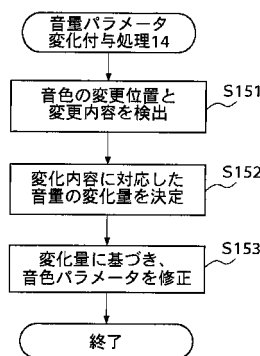 音量パラメータ
変化付与処理14
音色の変更位置と
変更内容を検出
S151
変化内容に対応した
音量の変化量を決定
S152
変化量に基づき、
音色パラメータを修正
S153
終了